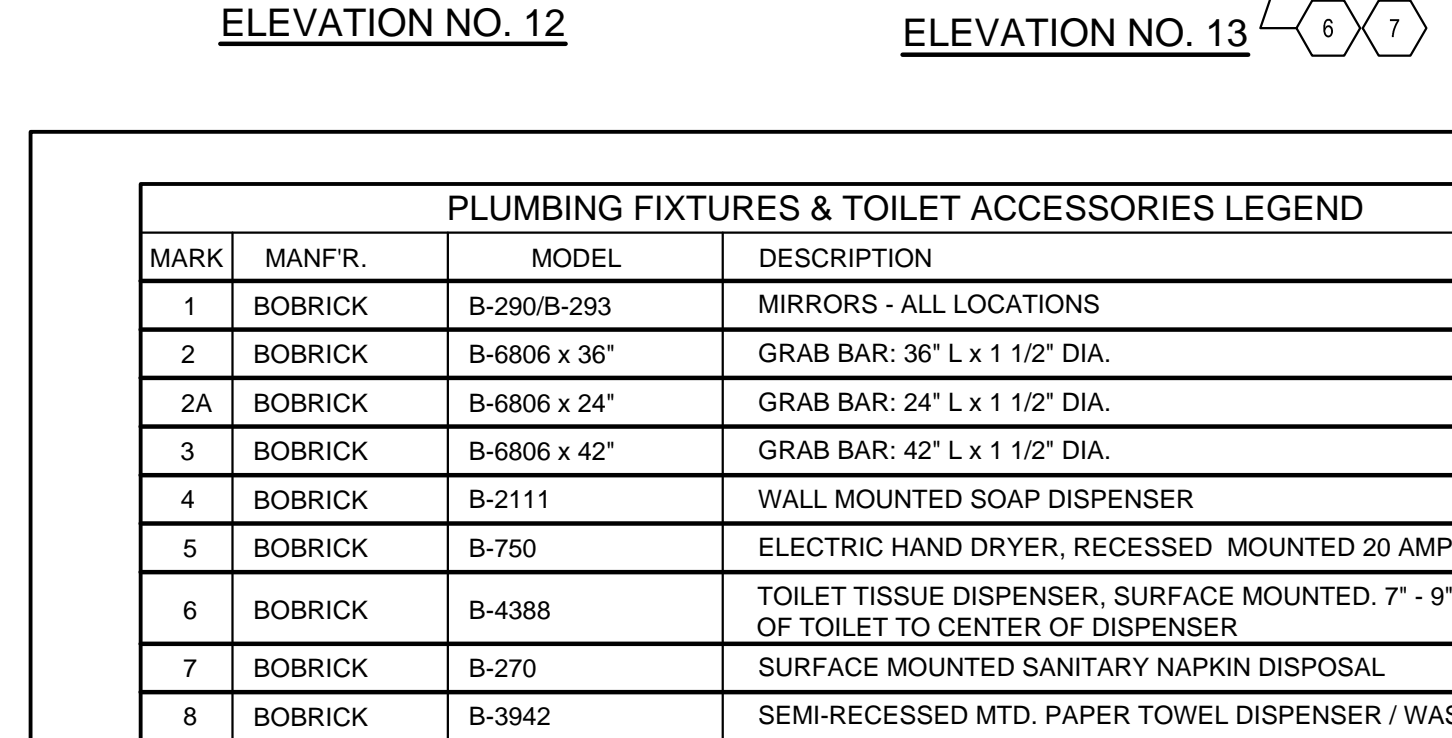 ELEVATION NO. 12
ELEVATION NO. 13 6 7
PLUMBING FIXTURES & TOILET ACCESSORIES LEGEND
MARK MANF'R. MODEL DESCRIPTION
1 BOBRICK B-290/B-293 MIRRORS - ALL LOCATIONS
2 BOBRICK B-6806 x 36" GRAB BAR: 36" L x 1 1/2" DIA.
2A BOBRICK B-6806 x 24" GRAB BAR: 24" L x 1 1/2" DIA.
3 BOBRICK B-6806 x 42" GRAB BAR: 42" L x 1 1/2" DIA.
4 BOBRICK B-2111 WALL MOUNTED SOAP DISPENSER
5 BOBRICK B-750 ELECTRIC HAND DRYER, RECESSED MOUNTED 20 AMP
6 BOBRICK B-4388 TOILET TISSUE DISPENSER, SURFACE MOUNTED. 7" - 9"
OF TOILET TO CENTER OF DISPENSER
7 BOBRICK B-270 SURFACE MOUNTED SANITARY NAPKIN DISPOSAL
8 BOBRICK B-3942 SEMI-RECESSED MTD. PAPER TOWEL DISPENSER /